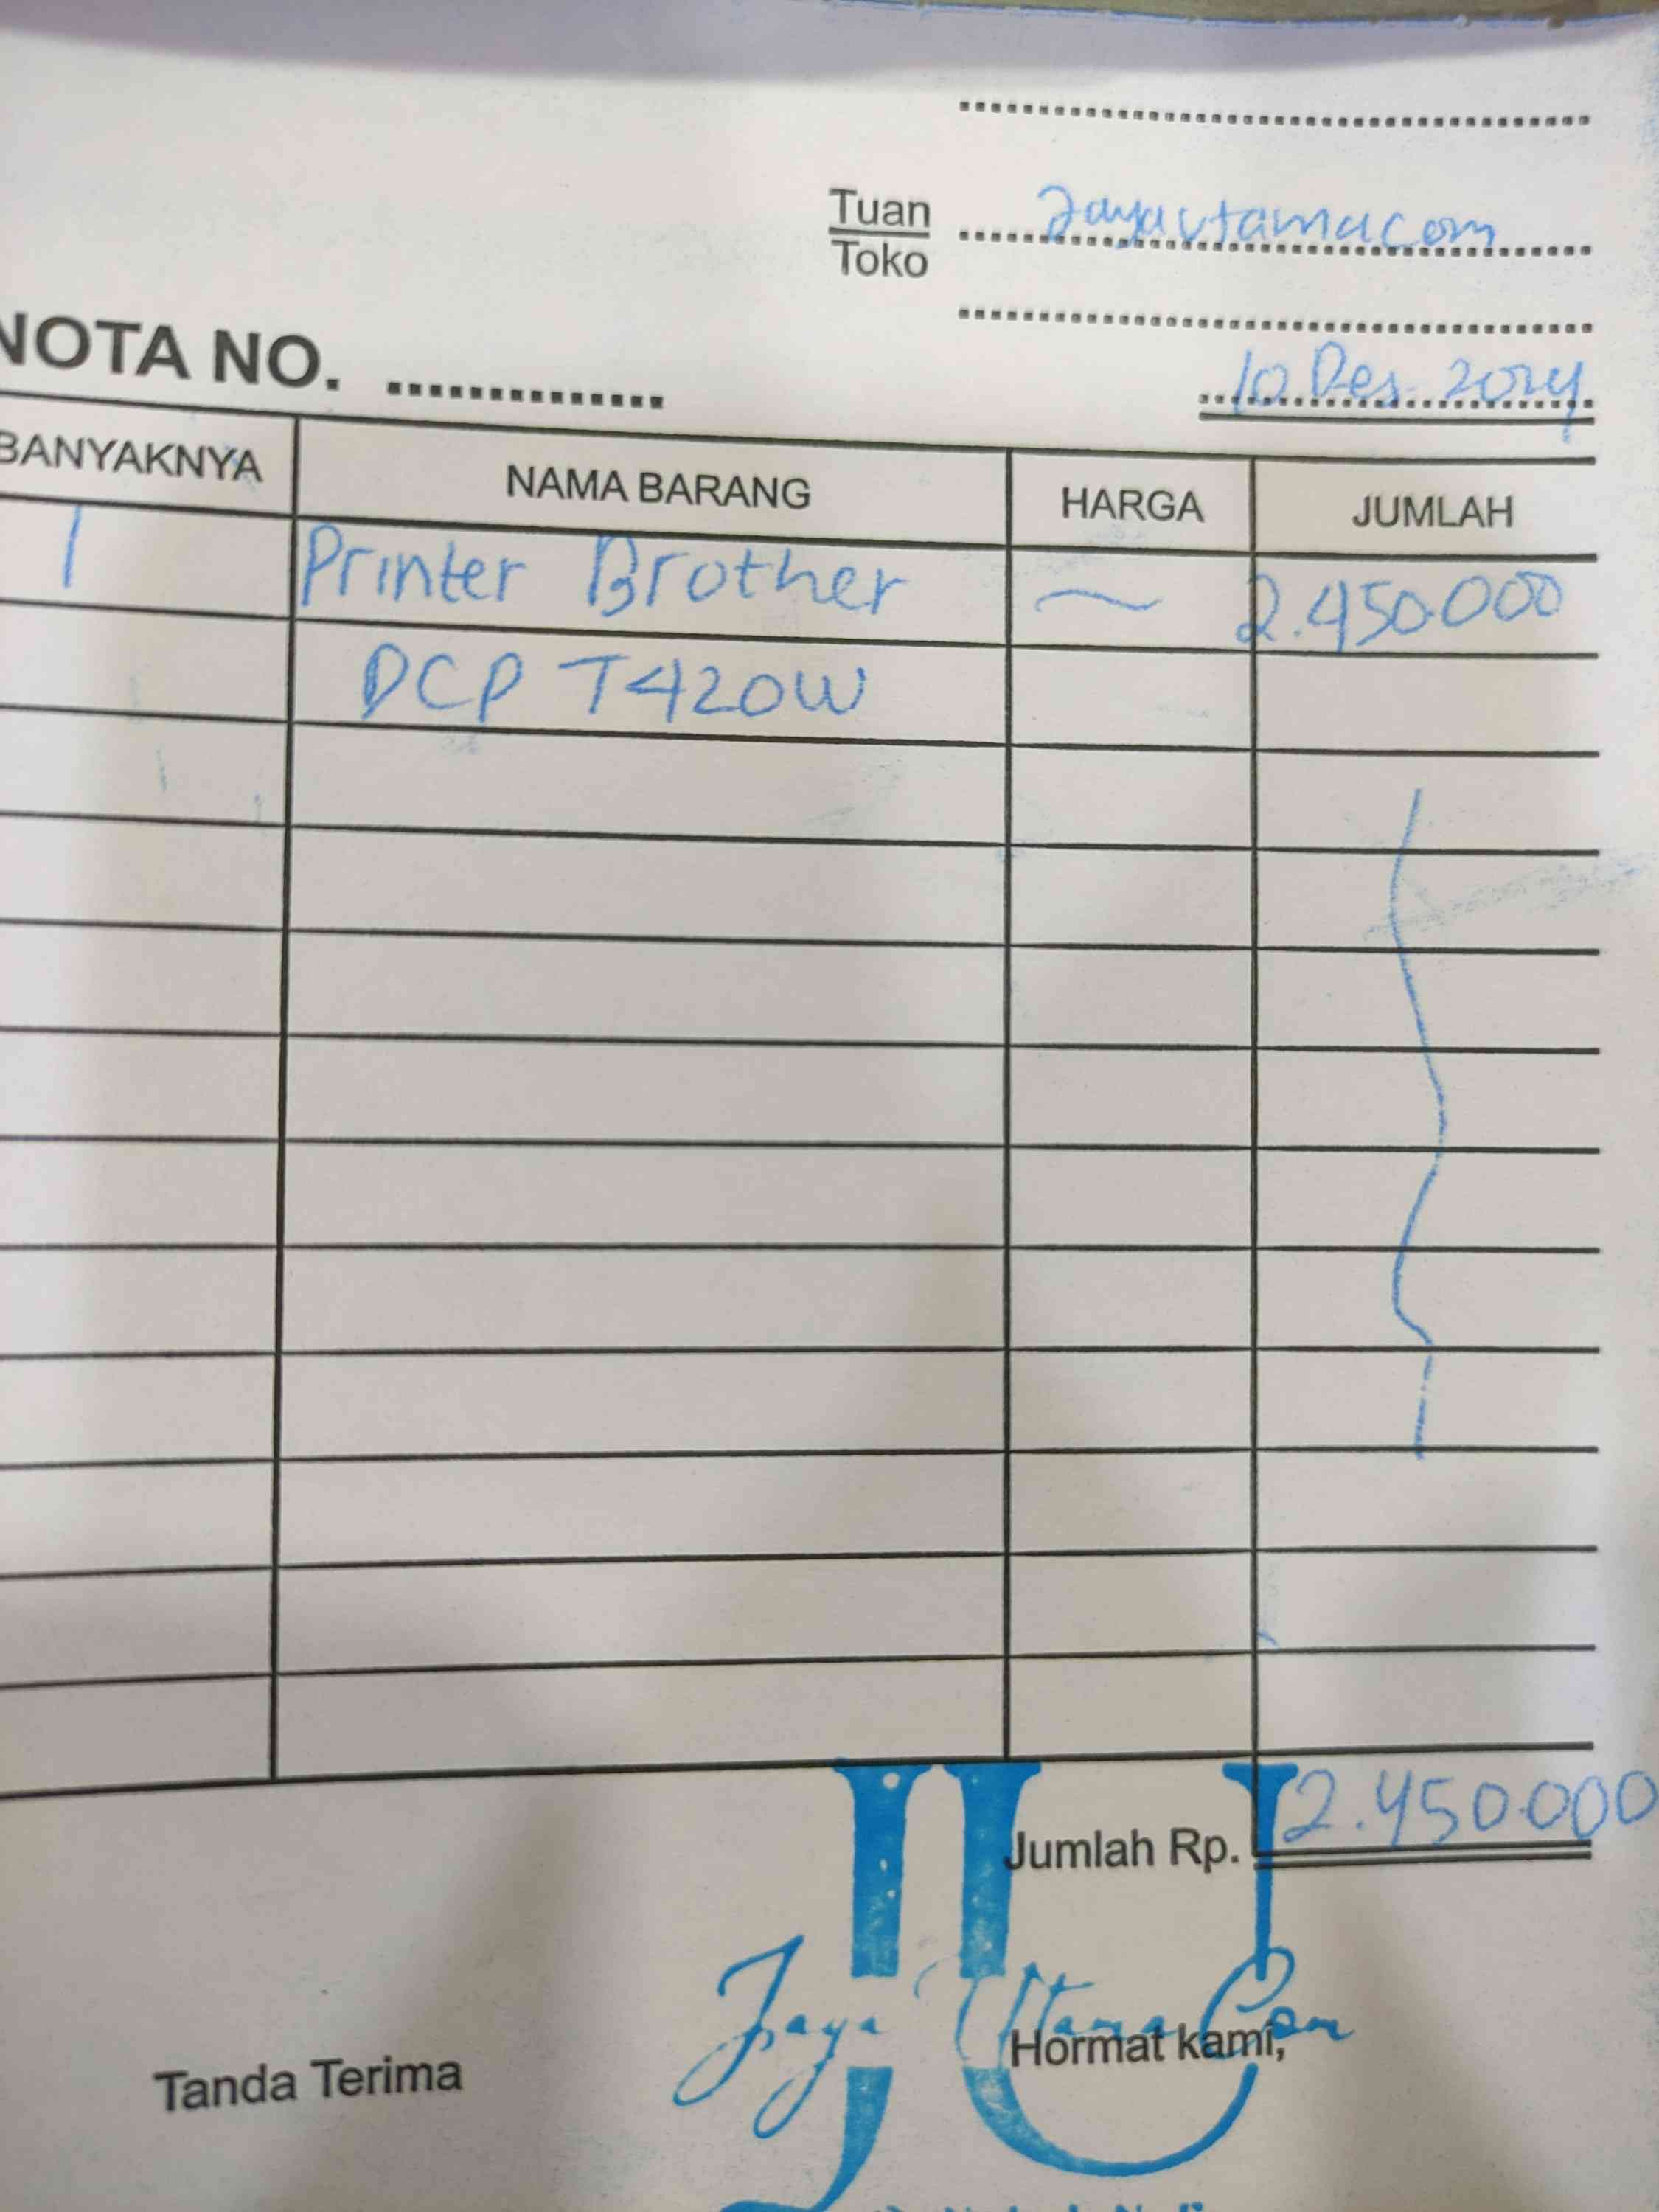 Tuan
Toko
Jayautamacom
NOTA NO. ..............
10 Des 2024
BANYAKNYA NAMA BARANG HARGA JUMLAH
1 Printer Brother ~ 2.450.000
DCP T420W
Jumlah Rp. 2.450.000
Jaya Utama Com
Tanda Terima Hormat kami,